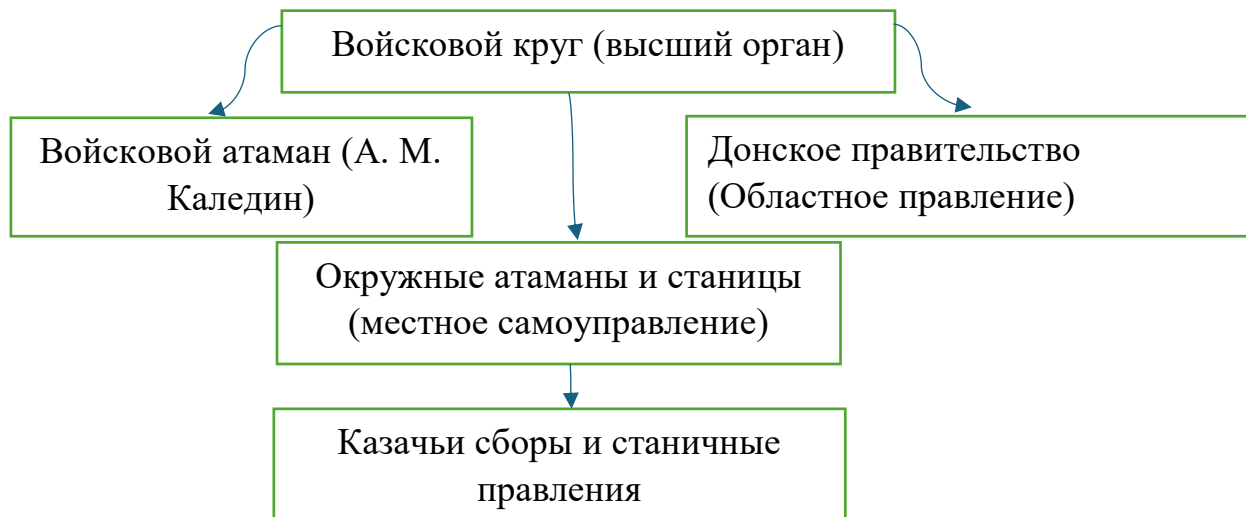 Войсковой круг (высший орган)
Войсковой атаман (А. М.
Каледин)
Донское правительство
(Областное правление)
Окружные атаманы и станицы
(местное самоуправление)
Казачьи сборы и станичные
правления